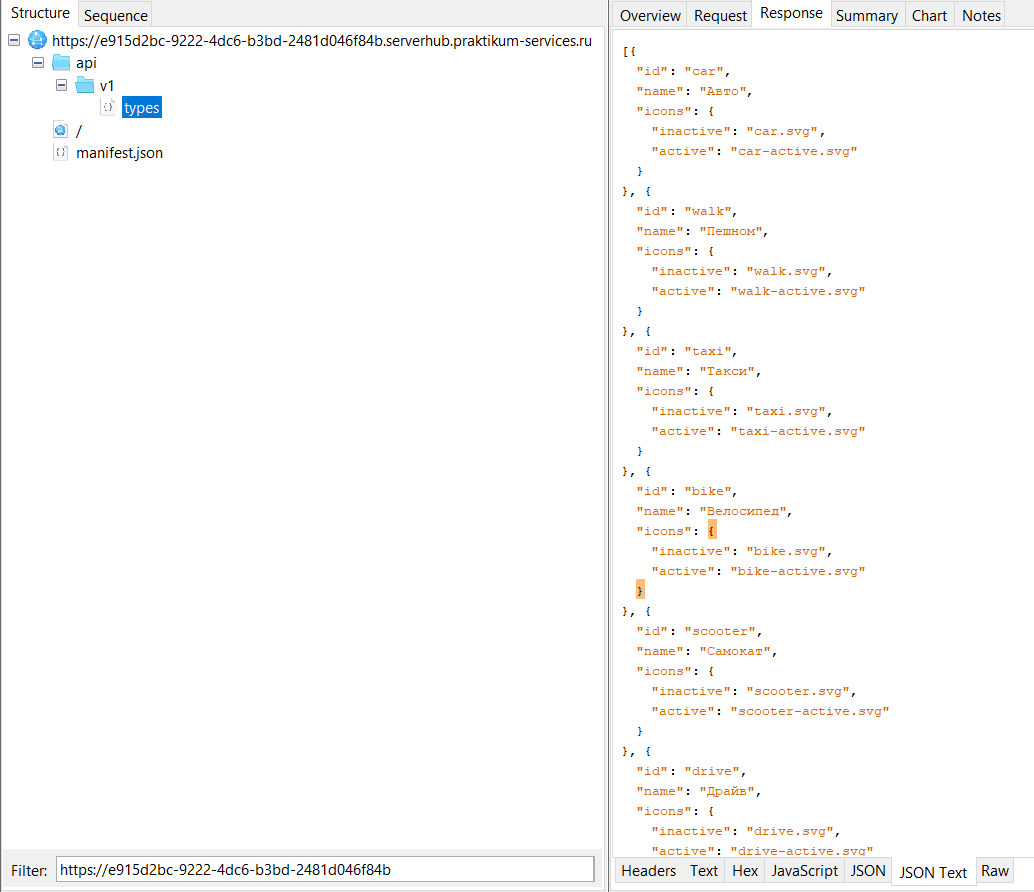 Structure Sequence
https://e915d2bc-9222-4dc6-b3bd-2481d046f84b.serverhub.praktikum-services.ru
api
v1
types
/
manifest.json
Filter: https://e915d2bc-9222-4dc6-b3bd-2481d046f84b
Overview Request Response Summary Chart Notes
[{
"id": "car",
"name": "Авто",
"icons": {
"inactive": "car.svg",
"active": "car-active.svg"
}
}, {
"id": "walk",
"name": "Пешном",
"icons": {
"inactive": "walk.svg",
"active": "walk-active.svg"
}
}, {
"id": "taxi",
"name": "Такси",
"icons": {
"inactive": "taxi.svg",
"active": "taxi-active.svg"
}
}, {
"id": "bike",
"name": "Велосипед",
"icons": {
"inactive": "bike.svg",
"active": "bike-active.svg"
}
}, {
"id": "scooter",
"name": "Самокат",
"icons": {
"inactive": "scooter.svg",
"active": "scooter-active.svg"
}
}, {
"id": "drive",
"name": "Драйв",
"icons": {
"inactive": "drive.svg",
"active": "drive-active.svg"
Headers Text Hex JavaScript JSON JSON Text Raw